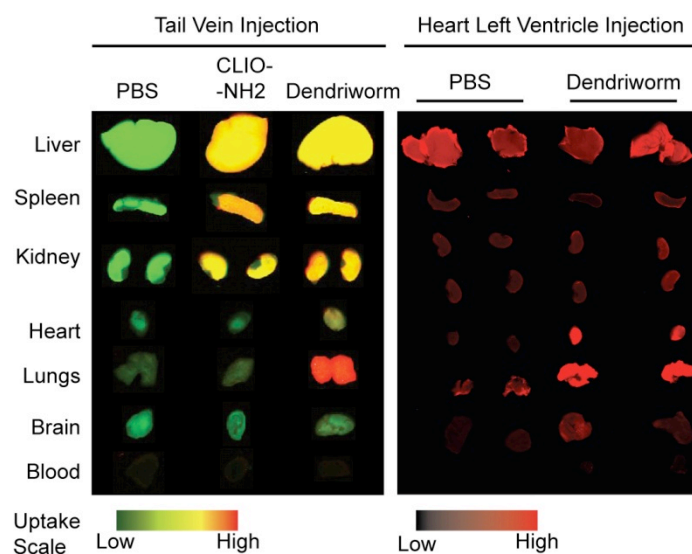 Tail Vein Injection
Heart Left Ventricle Injection
PBS
CLIO-
-NH2
Dendriworm
PBS
Dendriworm
Liver
Spleen
Kidney
Heart
Lungs
Brain
Blood
Uptake
Scale
Low
High
Low
High